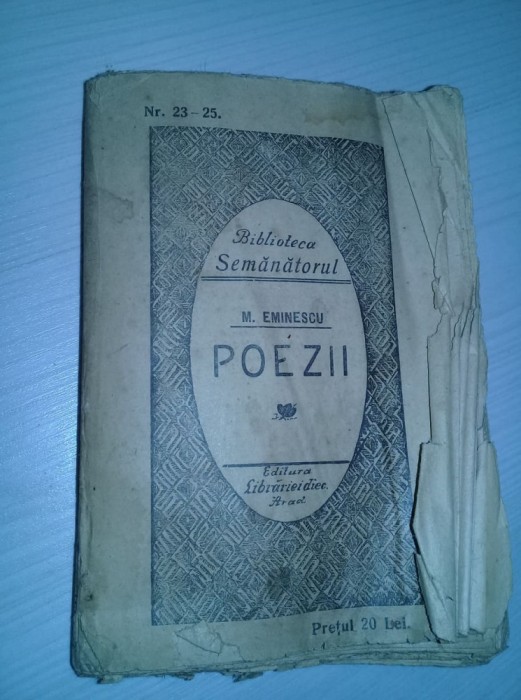 Nr. 23-25.
Biblioteca
Semănătorul
M. EMINESCU
POEZII
Editura
Librăriei diec.
Arad.
Prețul 20 Lei.